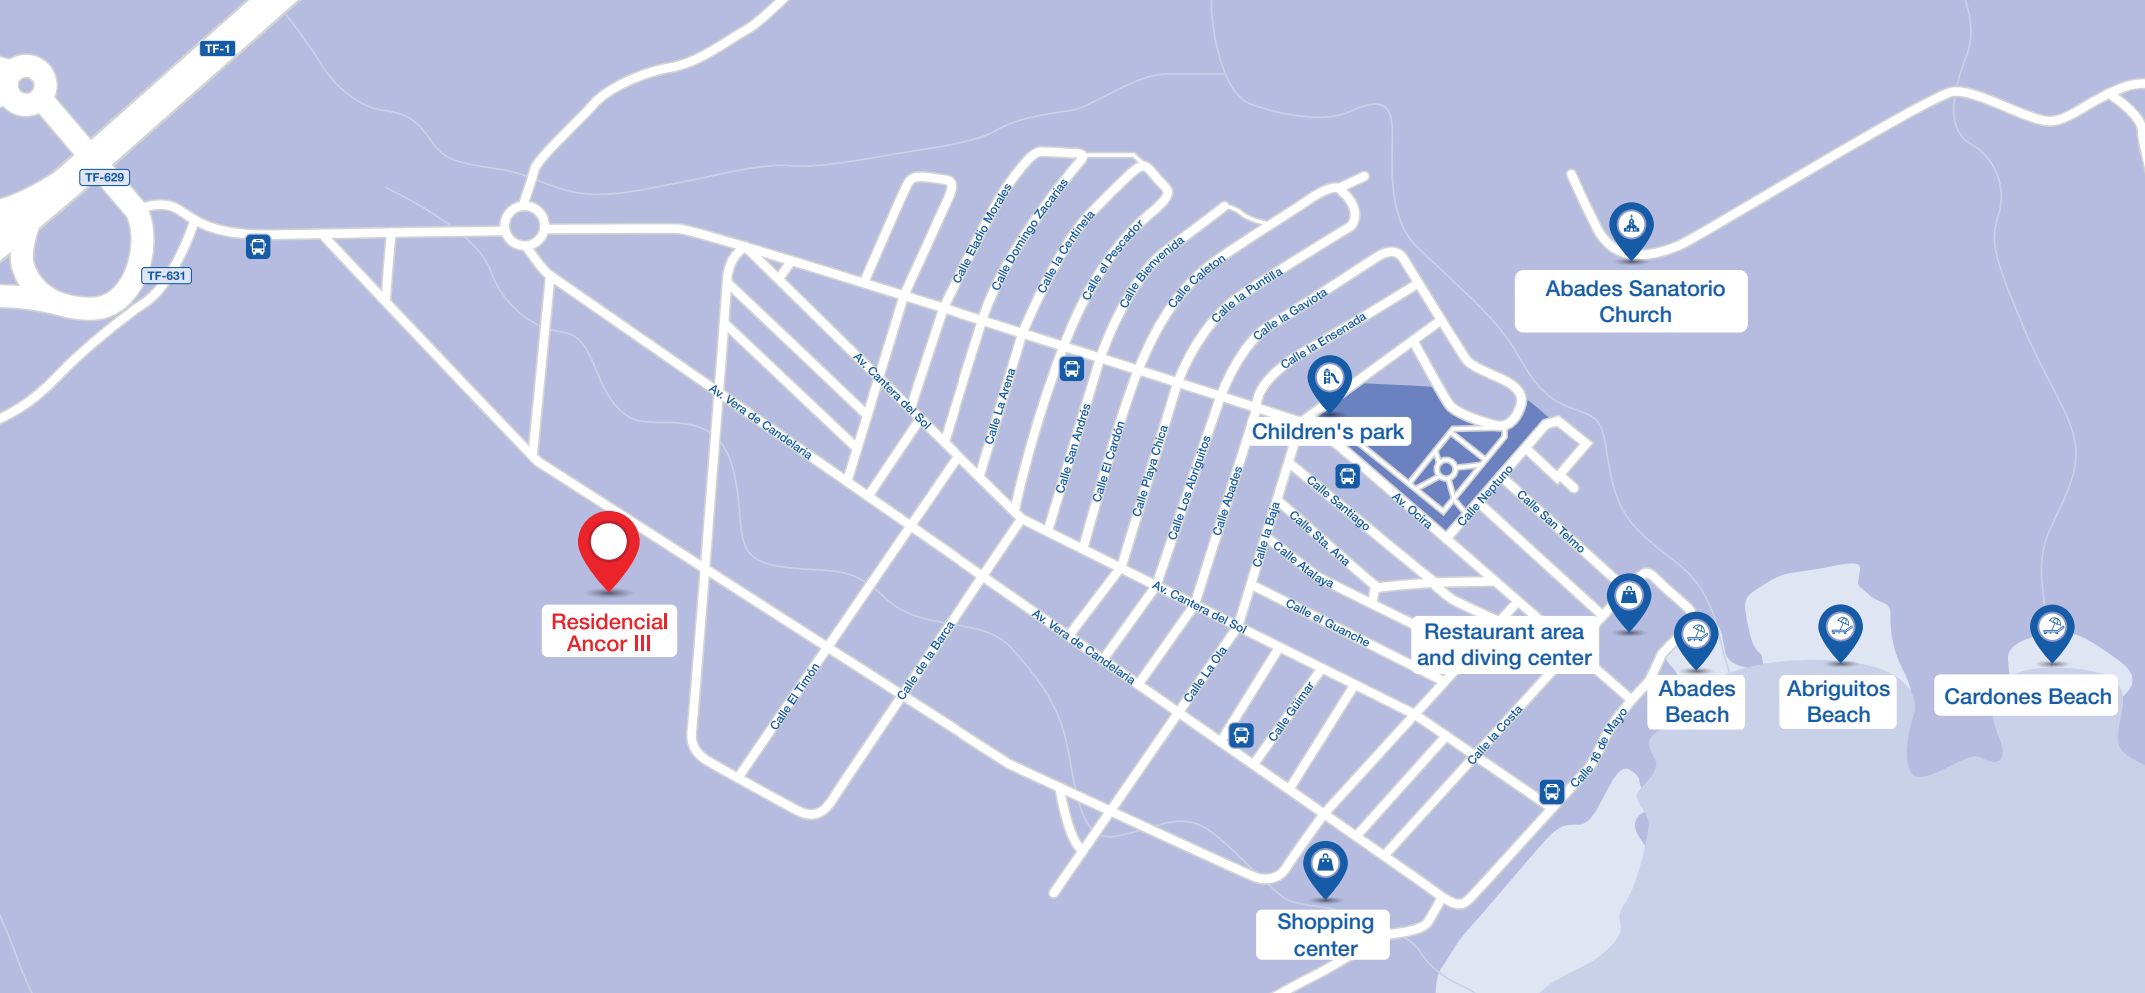 TF-1
TF-629
TF-631
Calle Eladio Morales
Calle Domingo Zacarías
Calle la Centinela
Calle el Pescador
Calle Bienvenida
Calle Caleton
Calle la Puntilla
Calle la Gaviota
Calle la Ensenada
Abades Sanatorio
Church
Av. Cantera del Sol
Av. Vera de Candelaria
Calle La Arena
Calle San Andrés
Calle El Cardón
Calle Playa Chica
Calle Los Abriguitos
Calle Abades
Calle la Baja
Children's park
Calle Santiago
Av. Ocira
Calle Neptuno
Calle San Telmo
Calle Sta. Ana
Calle Atalaya
Calle el Guanche
Residencial
Ancor III
Calle El Timón
Calle de la Barca
Av. Vera de Candelaria
Av. Cantera del Sol
Calle La Ola
Calle Güimar
Restaurant area
and diving center
Calle la Costa
Calle 16 de Mayo
Abades
Beach
Abriguitos
Beach
Cardones Beach
Shopping
center